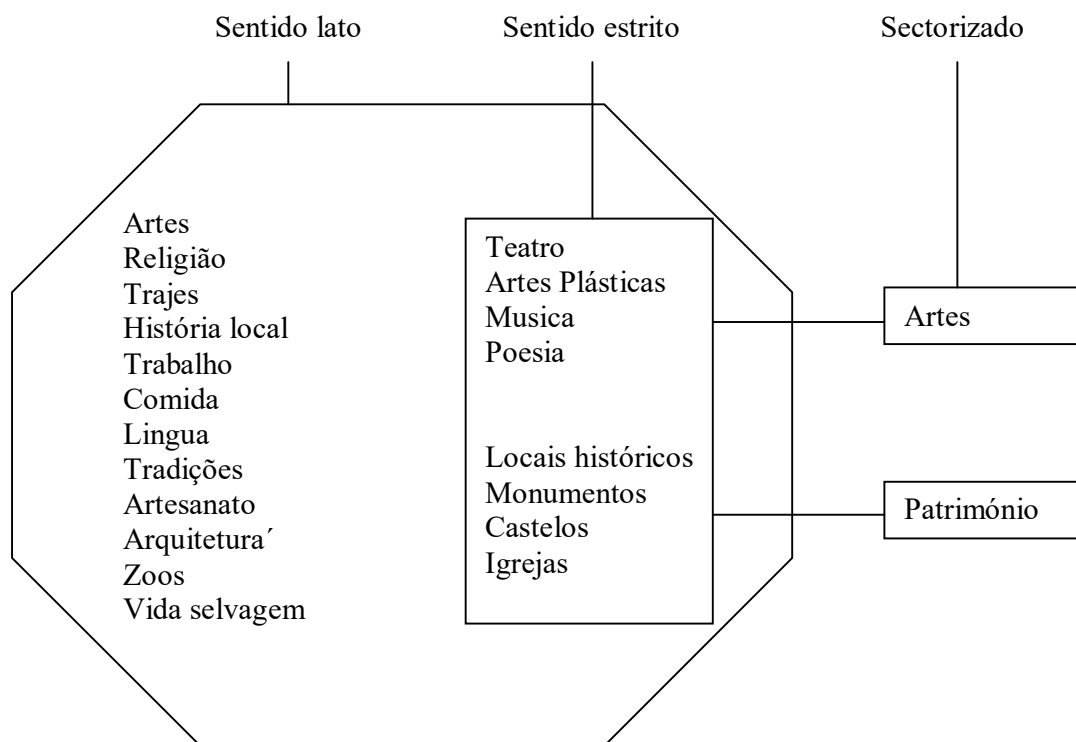 Sentido lato
Sentido estrito
Sectorizado
Artes
Religião
Trajes
História local
Trabalho
Comida
Lingua
Tradições
Artesanato
Arquitetura´
Zoos
Vida selvagem
Teatro
Artes Plásticas
Musica
Poesia
Locais históricos
Monumentos
Castelos
Igrejas
Artes
Património